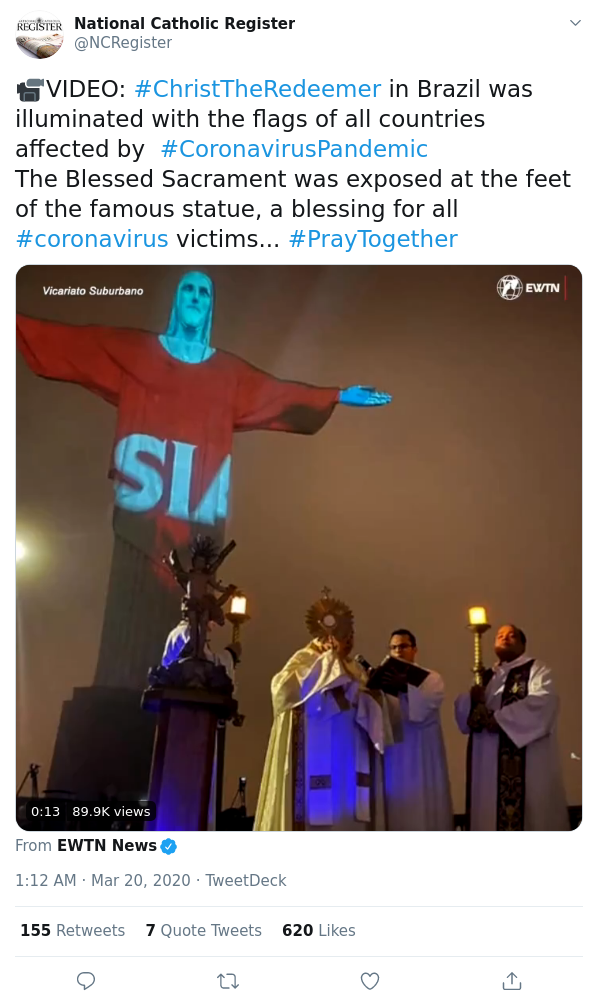 REGISTER
National Catholic Register
@NCRegister
VIDEO: #ChristTheRedeemer in Brazil was
illuminated with the flags of all countries
affected by #CoronavirusPandemic
The Blessed Sacrament was exposed at the feet
of the famous statue, a blessing for all
#coronavirus victims... #PrayTogether
Vicariato Suburbano
EWTN
SIA
0:13 89.9K views
From EWTN News
1:12 AM · Mar 20, 2020 · TweetDeck
155 Retweets 7 Quote Tweets 620 Likes